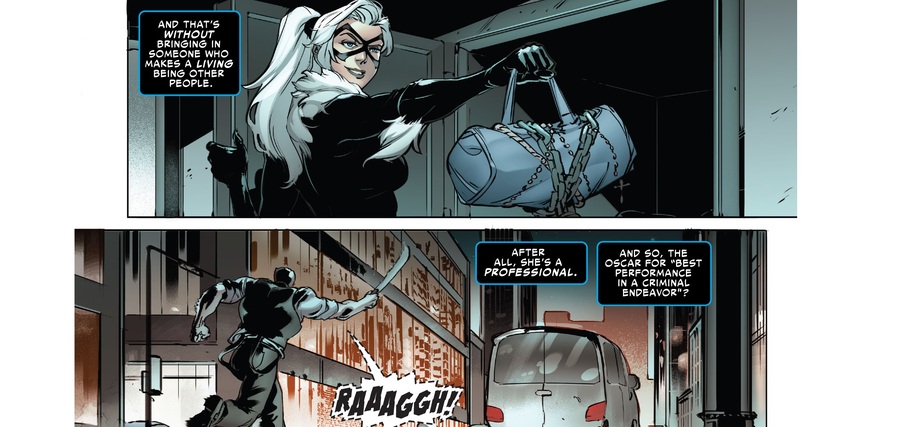 AND THAT'S
WITHOUT
BRINGING IN
SOMEONE WHO
MAKES A LIVING
BEING OTHER
PEOPLE.
AFTER
ALL, SHE'S A
PROFESSIONAL.
AND SO, THE
OSCAR FOR "BEST
PERFORMANCE
IN A CRIMINAL
ENDEAVOR"?
RAAAGGH!